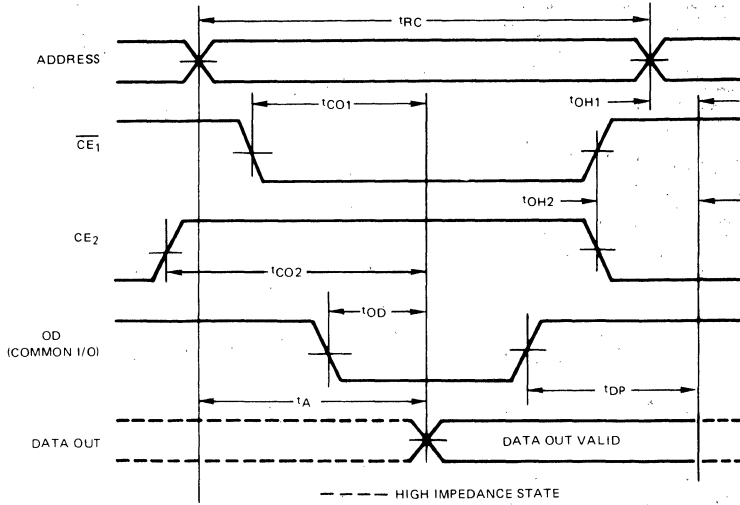 tRC
ADDRESS
tCO1
tOH1
CE1
tOH2
CE2
tCO2
tOD
OD
(COMMON I/O)
tDP
tA
DATA OUT
DATA OUT VALID
HIGH IMPEDANCE STATE